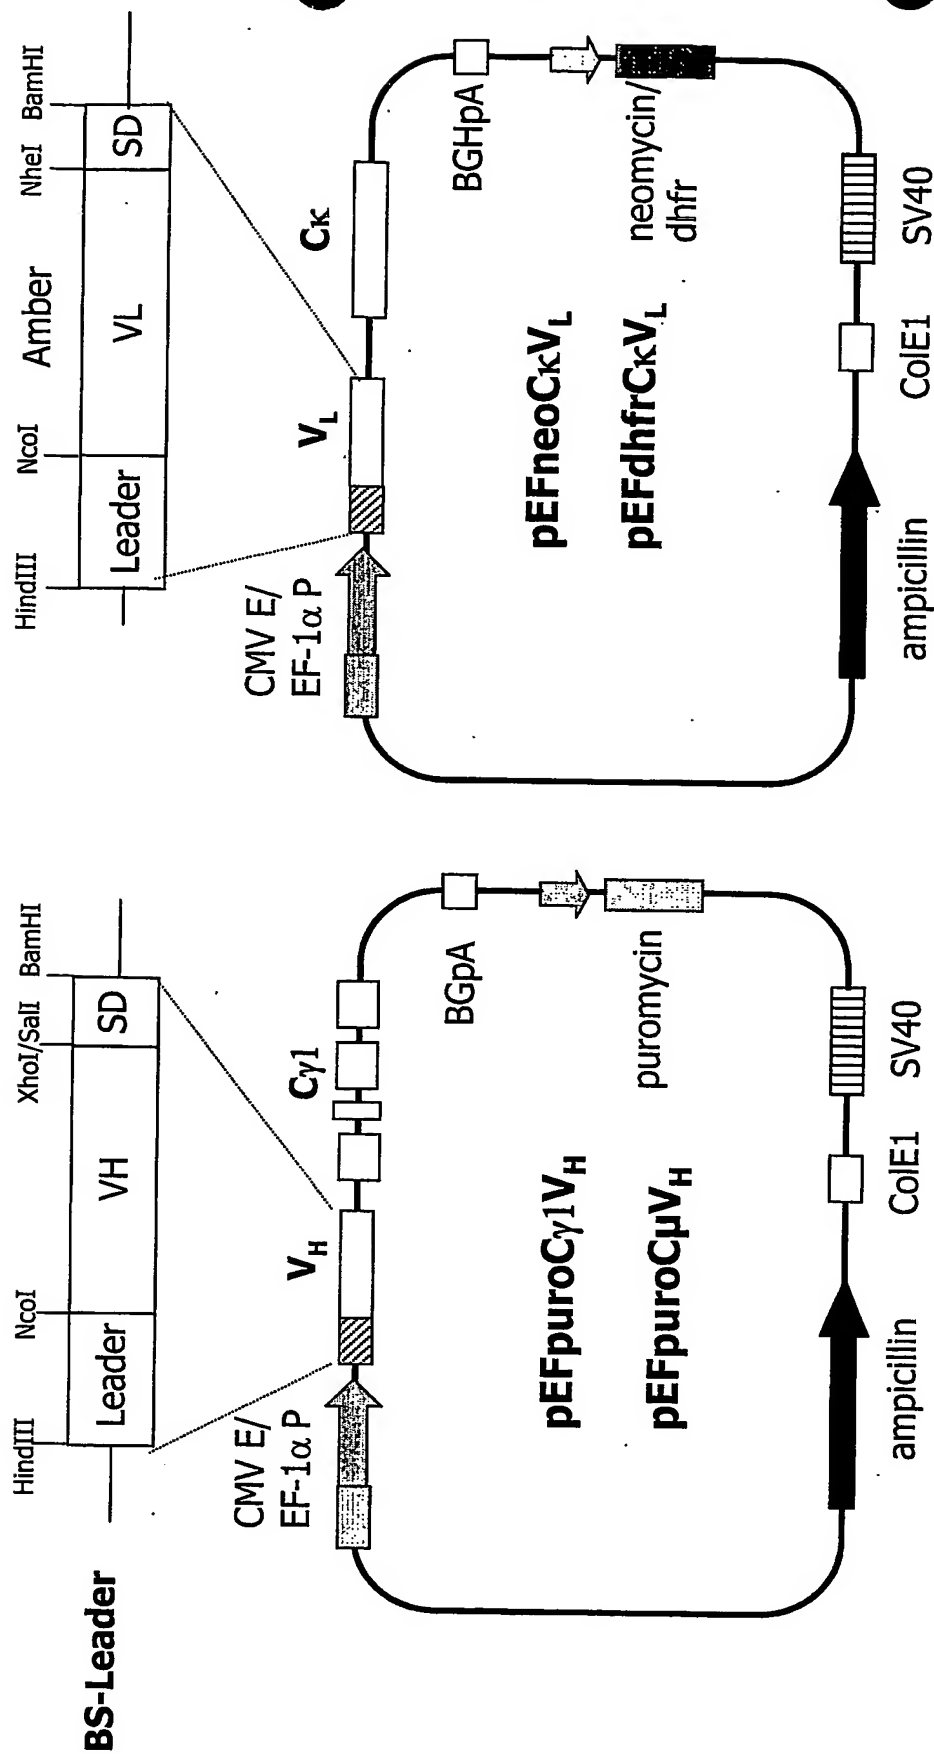 BS-Leader
HindIII NcoI XhoI/SalI BamHI
Leader VH SD
CMV E/
EF-1α P
VH
Cγ1
BGpA
puromycin
pEFpuroCγ1VH
pEFpuroCμVH
ampicillin
ColE1
SV40
HindIII NcoI Amber NheI BamHI
Leader VL SD
CMV E/
EF-1α P
VL
Cκ
BGHpA
neomycin/
dhfr
pEFneoCκVL
pEFdhfrCκVL
ampicillin
ColE1
SV40